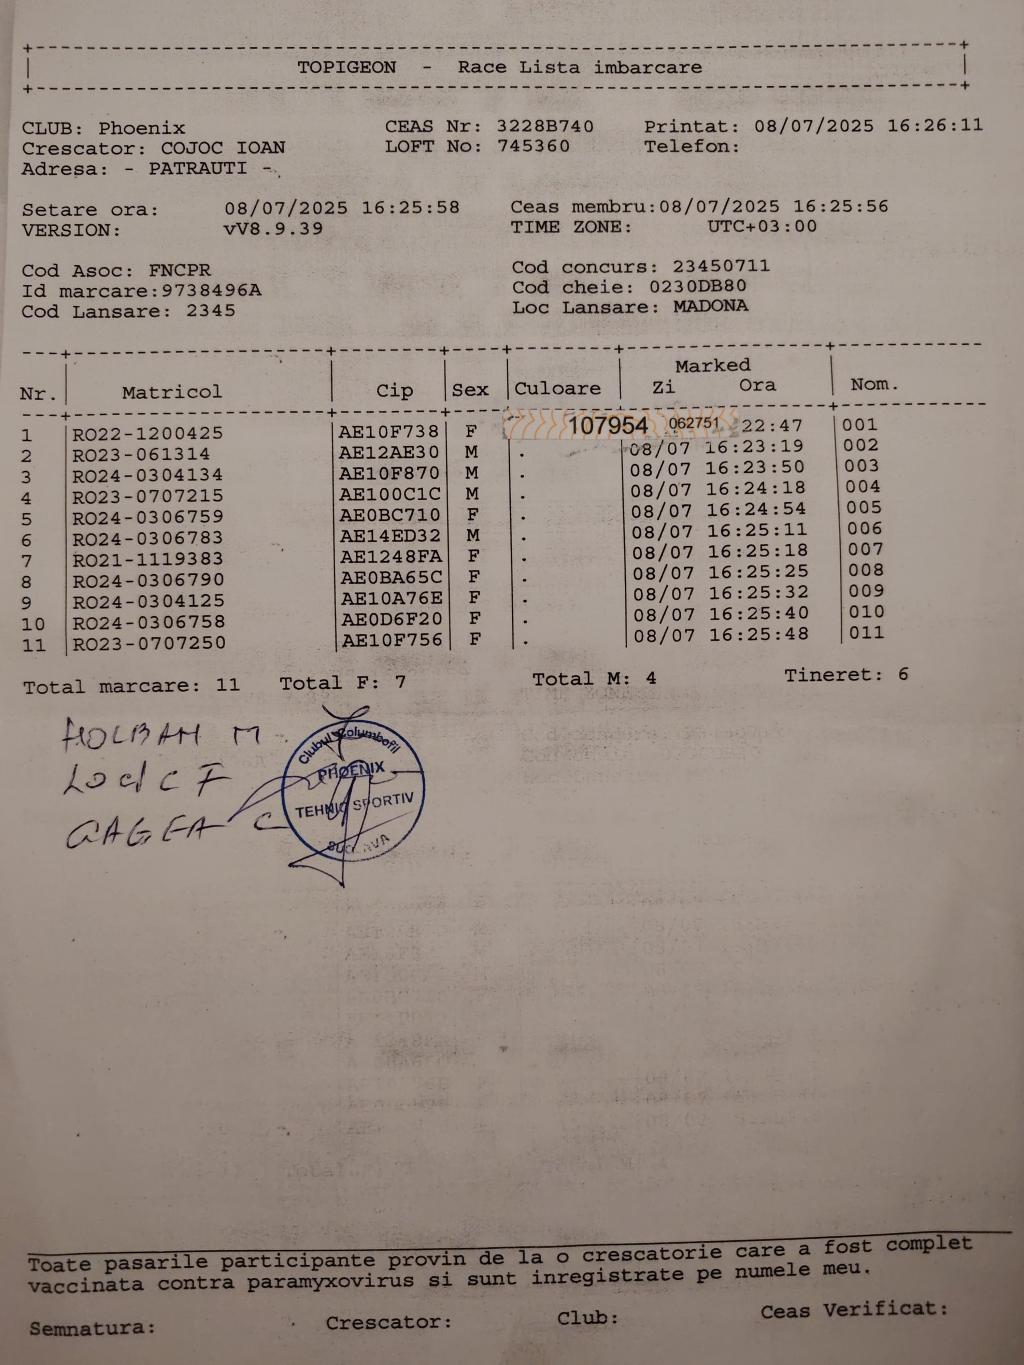 TOPIGEON - Race Lista imbarcare
CLUB: Phoenix CEAS Nr: 3228B740 Printat: 08/07/2025 16:26:11
Crescator: COJOC IOAN LOFT No: 745360 Telefon:
Adresa: - PATRAUTI -
Setare ora: 08/07/2025 16:25:58 Ceas membru:08/07/2025 16:25:56
VERSION: vV8.9.39 TIME ZONE: UTC+03:00
Cod Asoc: FNCPR Cod concurs: 23450711
Id marcare:9738496A Cod cheie: 0230DB80
Cod Lansare: 2345 Loc Lansare: MADONA
Marked
Nr. Matricol Cip Sex Culoare Zi Ora Nom.
1 RO22-1200425 AE10F738 F 107954 062751 22:47 001
2 RO23-061314 AE12AE30 M . 08/07 16:23:19 002
3 RO24-0304134 AE10F870 M . 08/07 16:23:50 003
4 RO23-0707215 AE100C1C M . 08/07 16:24:18 004
5 RO24-0306759 AE0BC710 F . 08/07 16:24:54 005
6 RO24-0306783 AE14ED32 M . 08/07 16:25:11 006
7 RO21-1119383 AE1248FA F . 08/07 16:25:18 007
8 RO24-0306790 AE0BA65C F . 08/07 16:25:25 008
9 RO24-0304125 AE10A76E F . 08/07 16:25:32 009
10 RO24-0306758 AE0D6F20 F . 08/07 16:25:40 010
11 RO23-0707250 AE10F756 F . 08/07 16:25:48 011
Total marcare: 11 Total F: 7 Total M: 4 Tineret: 6
HOLBAN M
C F
GAGEA C
Clubul Columbofil
PHOENIX
TEHNIC SPORTIV
SUCEAVA
Toate pasarile participante provin de la o crescatorie care a fost complet
vaccinata contra paramyxovirus si sunt inregistrate pe numele meu.
Semnatura: Crescator: Club: Ceas Verificat: